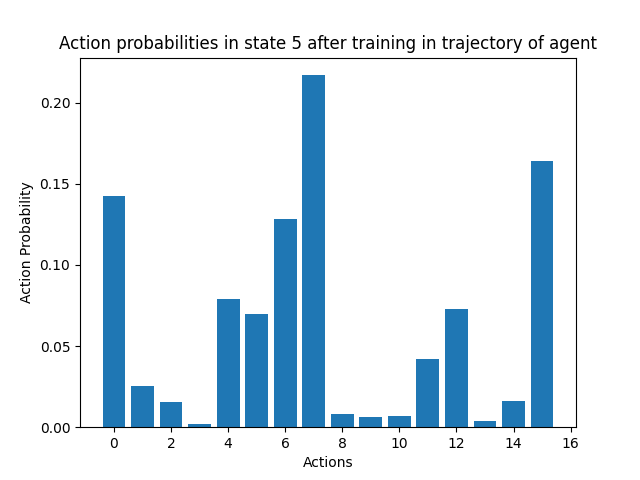 Action probabilities in state 5 after training in trajectory of agent
0.20
0.15
0.10
0.05
0.00
Action Probability
0 2 4 6 8 10 12 14 16
Actions